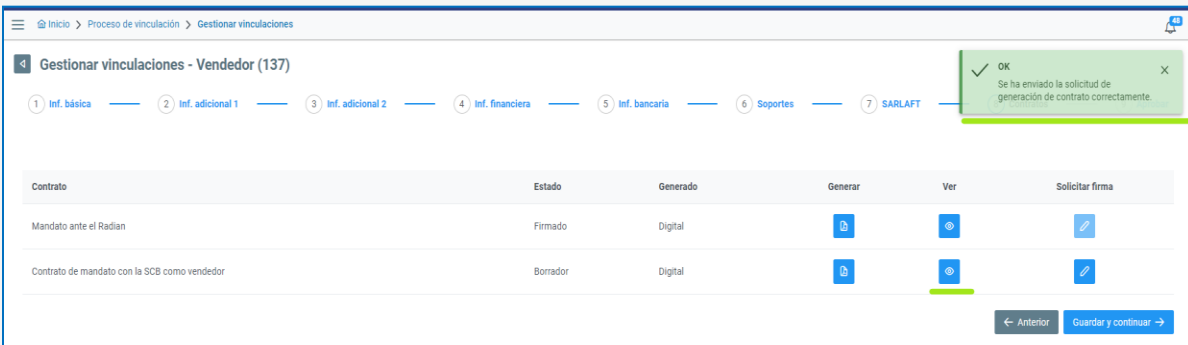 Inicio > Proceso de vinculación > Gestionar vinculaciones
48
Gestionar vinculaciones - Vendedor (137)
OK
Se ha enviado la solicitud de
generación de contrato correctamente.
1 Inf. básica 2 Inf. adicional 1 3 Inf. adicional 2 4 Inf. financiera 5 Inf. bancaria 6 Soportes 7 SARLAFT
Contrato Estado Generado Generar Ver Solicitar firma
Mandato ante el Radian Firmado Digital
Contrato de mandato con la SCB como vendedor Borrador Digital
← Anterior Guardar y continuar →